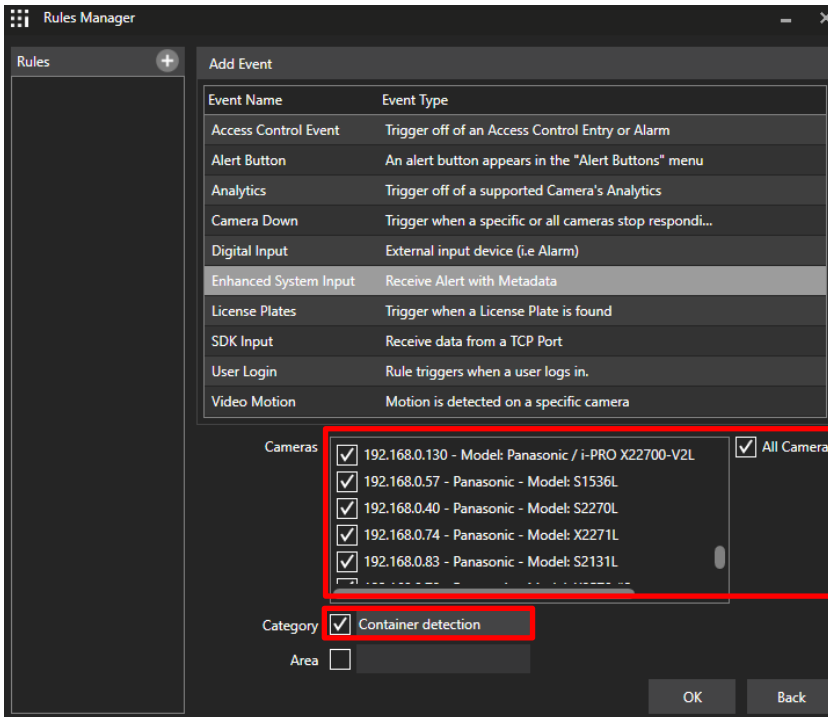 Rules Manager
Rules
Add Event
Event Name Event Type
Access Control Event Trigger off of an Access Control Entry or Alarm
Alert Button An alert button appears in the "Alert Buttons" menu
Analytics Trigger off of a supported Camera's Analytics
Camera Down Trigger when a specific or all cameras stop respondi...
Digital Input External input device (i.e Alarm)
Enhanced System Input Receive Alert with Metadata
License Plates Trigger when a License Plate is found
SDK Input Receive data from a TCP Port
User Login Rule triggers when a user logs in.
Video Motion Motion is detected on a specific camera
Cameras
192.168.0.130 - Model: Panasonic / i-PRO X22700-V2L
All Camera
192.168.0.57 - Panasonic - Model: S1536L
192.168.0.40 - Panasonic - Model: S2270L
192.168.0.74 - Panasonic - Model: X2271L
192.168.0.83 - Panasonic - Model: S2131L
Category Container detection
Area
OK Back